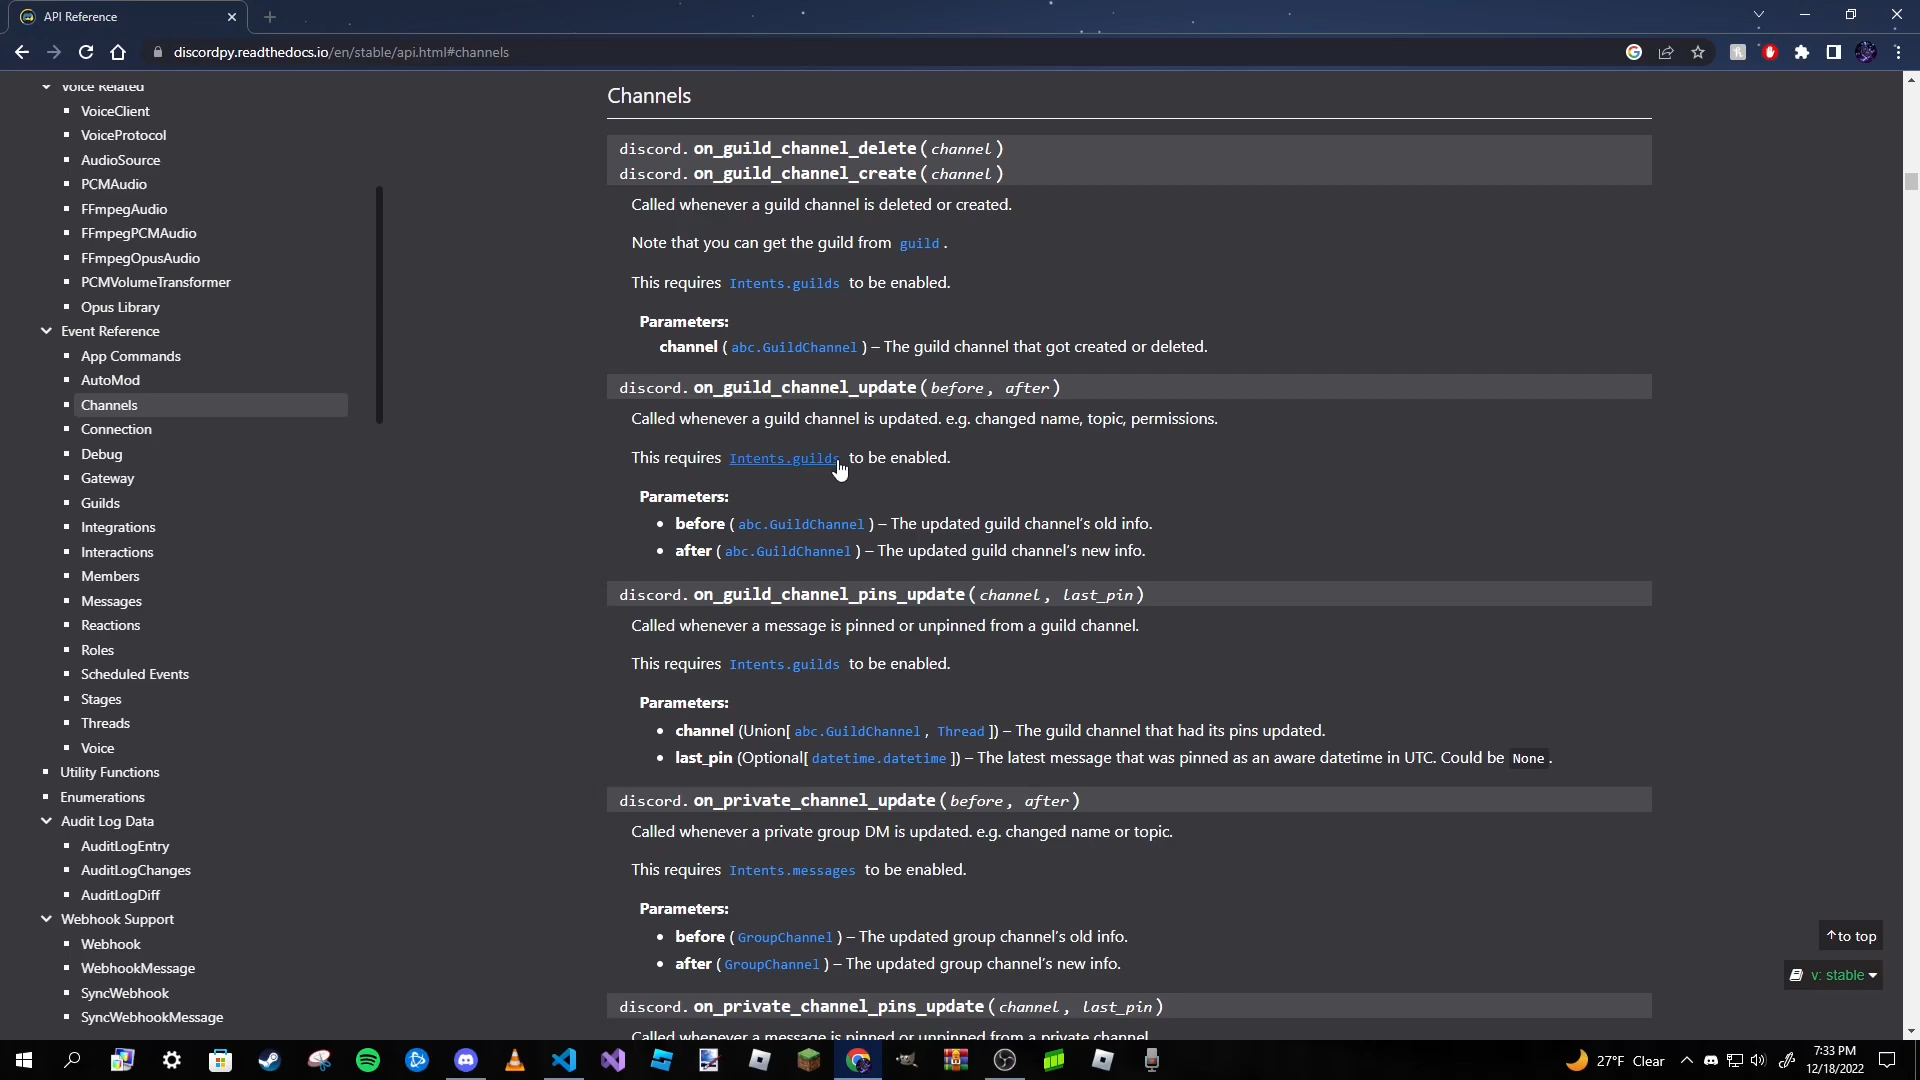 API Reference
discordpy.readthedocs.io/en/stable/api.html#channels
Voice Related
VoiceClient
VoiceProtocol
AudioSource
PCMAudio
FFmpegAudio
FFmpegPCMAudio
FFmpegOpusAudio
PCMVolumeTransformer
Opus Library
Event Reference
App Commands
AutoMod
Channels
Connection
Debug
Gateway
Guilds
Integrations
Interactions
Members
Messages
Reactions
Roles
Scheduled Events
Stages
Threads
Voice
Utility Functions
Enumerations
Audit Log Data
AuditLogEntry
AuditLogChanges
AuditLogDiff
Webhook Support
Webhook
WebhookMessage
SyncWebhook
SyncWebhookMessage
Channels
discord.on_guild_channel_delete(channel)
discord.on_guild_channel_create(channel)
Called whenever a guild channel is deleted or created.
Note that you can get the guild from guild.
This requires Intents.guilds to be enabled.
Parameters:
channel (abc.GuildChannel) – The guild channel that got created or deleted.
discord.on_guild_channel_update(before, after)
Called whenever a guild channel is updated. e.g. changed name, topic, permissions.
This requires Intents.guilds to be enabled.
Parameters:
• before (abc.GuildChannel) – The updated guild channel's old info.
• after (abc.GuildChannel) – The updated guild channel's new info.
discord.on_guild_channel_pins_update(channel, last_pin)
Called whenever a message is pinned or unpinned from a guild channel.
This requires Intents.guilds to be enabled.
Parameters:
• channel (Union[abc.GuildChannel, Thread]) – The guild channel that had its pins updated.
• last_pin (Optional[datetime.datetime]) – The latest message that was pinned as an aware datetime in UTC. Could be None.
discord.on_private_channel_update(before, after)
Called whenever a private group DM is updated. e.g. changed name or topic.
This requires Intents.messages to be enabled.
Parameters:
• before (GroupChannel) – The updated group channel's old info.
• after (GroupChannel) – The updated group channel's new info.
discord.on_private_channel_pins_update(channel, last_pin)
Called whenever a message is pinned or unpinned from a private channel.
↑to top
v: stable
27°F Clear
7:33 PM
12/18/2022